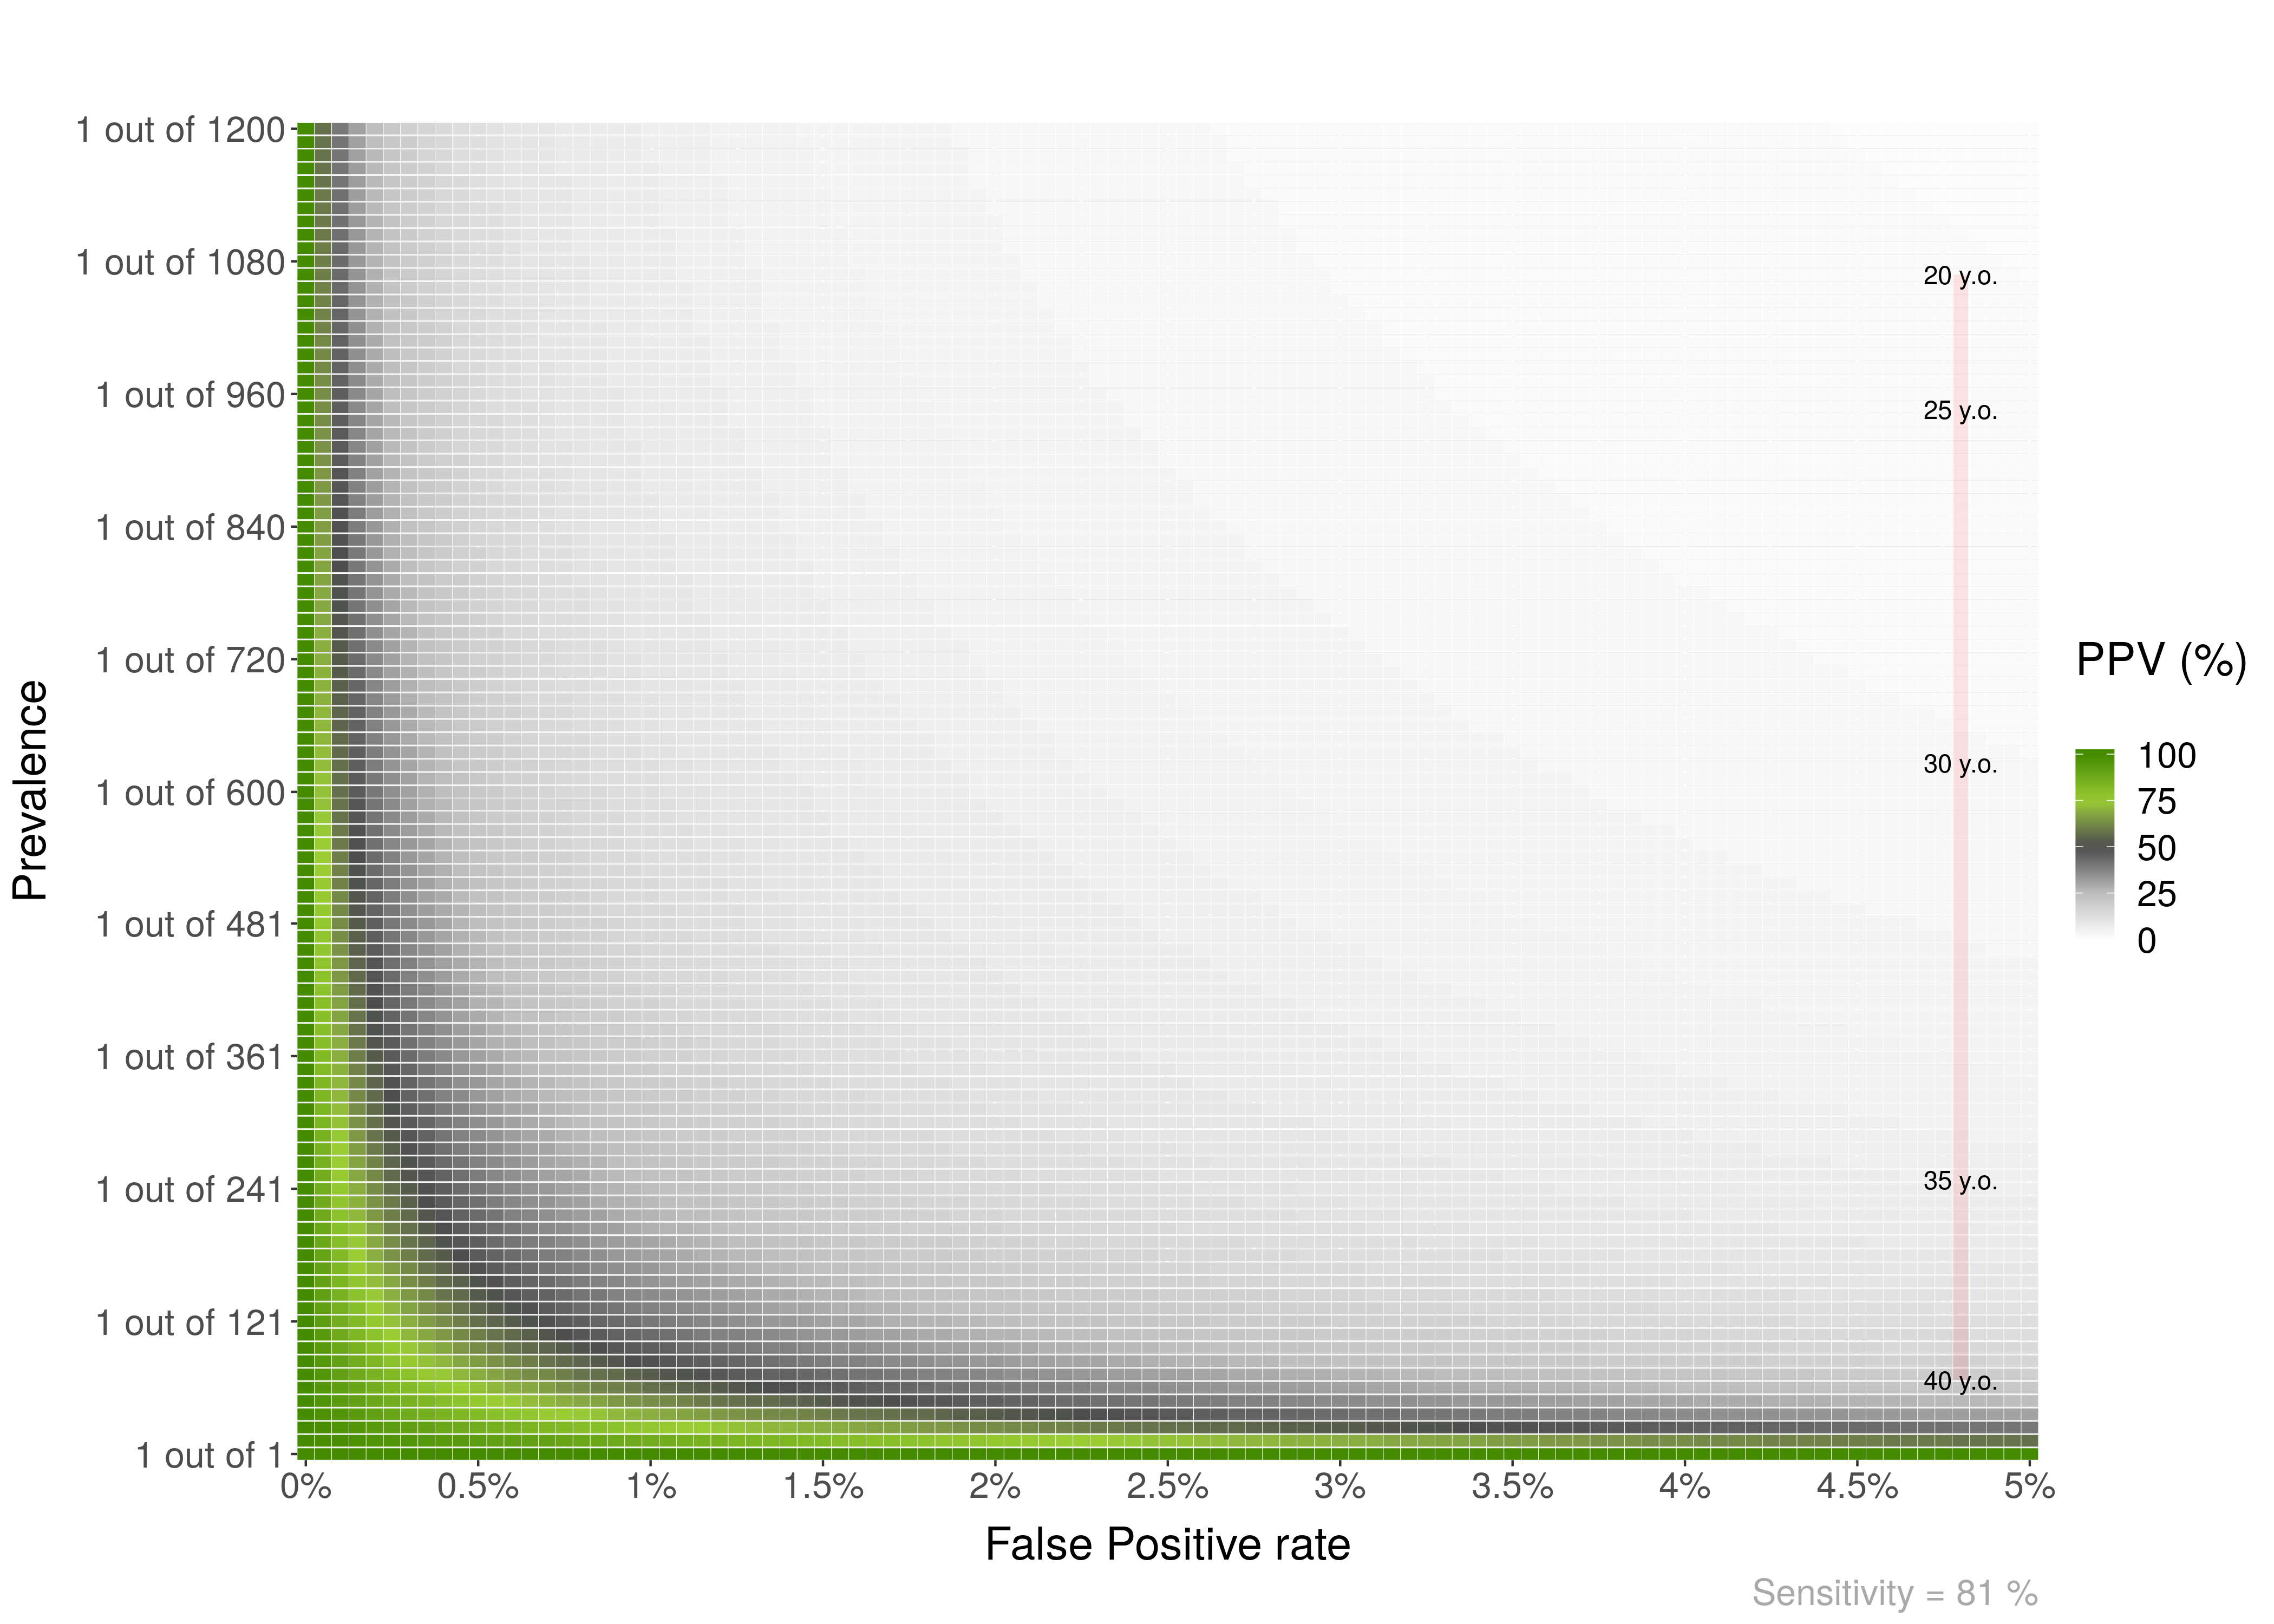 1 out of 1200
1 out of 1080
1 out of 960
1 out of 840
1 out of 720
1 out of 600
1 out of 481
1 out of 361
1 out of 241
1 out of 121
1 out of 1
Prevalence
20 y.o.
25 y.o.
30 y.o.
35 y.o.
40 y.o.
PPV (%)
100
75
50
25
0
0% 0.5% 1% 1.5% 2% 2.5% 3% 3.5% 4% 4.5% 5%
False Positive rate
Sensitivity = 81 %